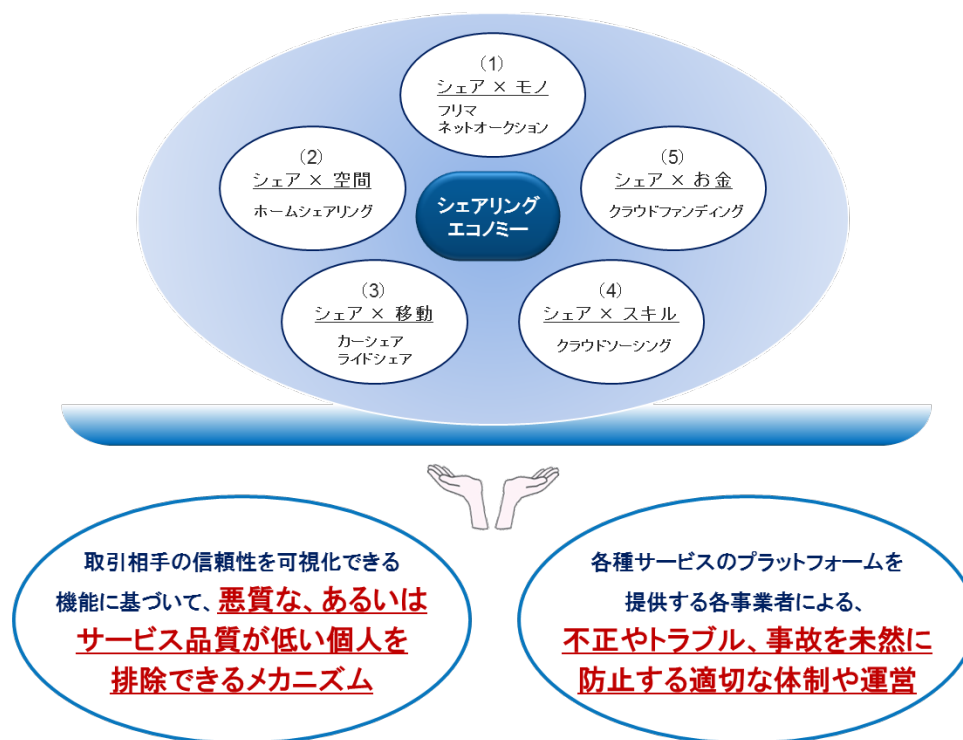 (1)
シェア × モノ
フリマ
ネットオークション
(2)
シェア × 空間
ホームシェアリング
(5)
シェア × お金
クラウドファンディング
シェアリング
エコノミー
(3)
シェア × 移動
カーシェア
ライドシェア
(4)
シェア × スキル
クラウドソーシング
取引相手の信頼性を可視化できる
機能に基づいて、悪質な、あるいは
サービス品質が低い個人を
排除できるメカニズム
各種サービスのプラットフォームを
提供する各事業者による、
不正やトラブル、事故を未然に
防止する適切な体制や運営